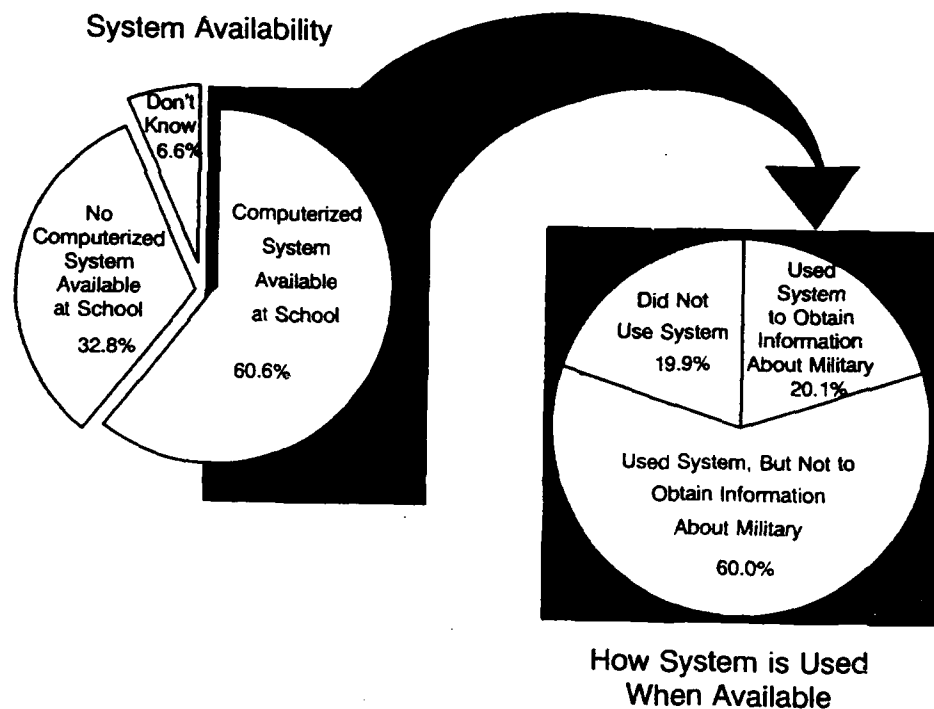 System Availability
Don't
Know
6.6%
No
Computerized
System
Available
at School
32.8%
Computerized
System
Available
at School
60.6%
Did Not
Use System
19.9%
Used
System
to Obtain
Information
About Military
20.1%
Used System, But Not to
Obtain Information
About Military
60.0%
How System is Used
When Available